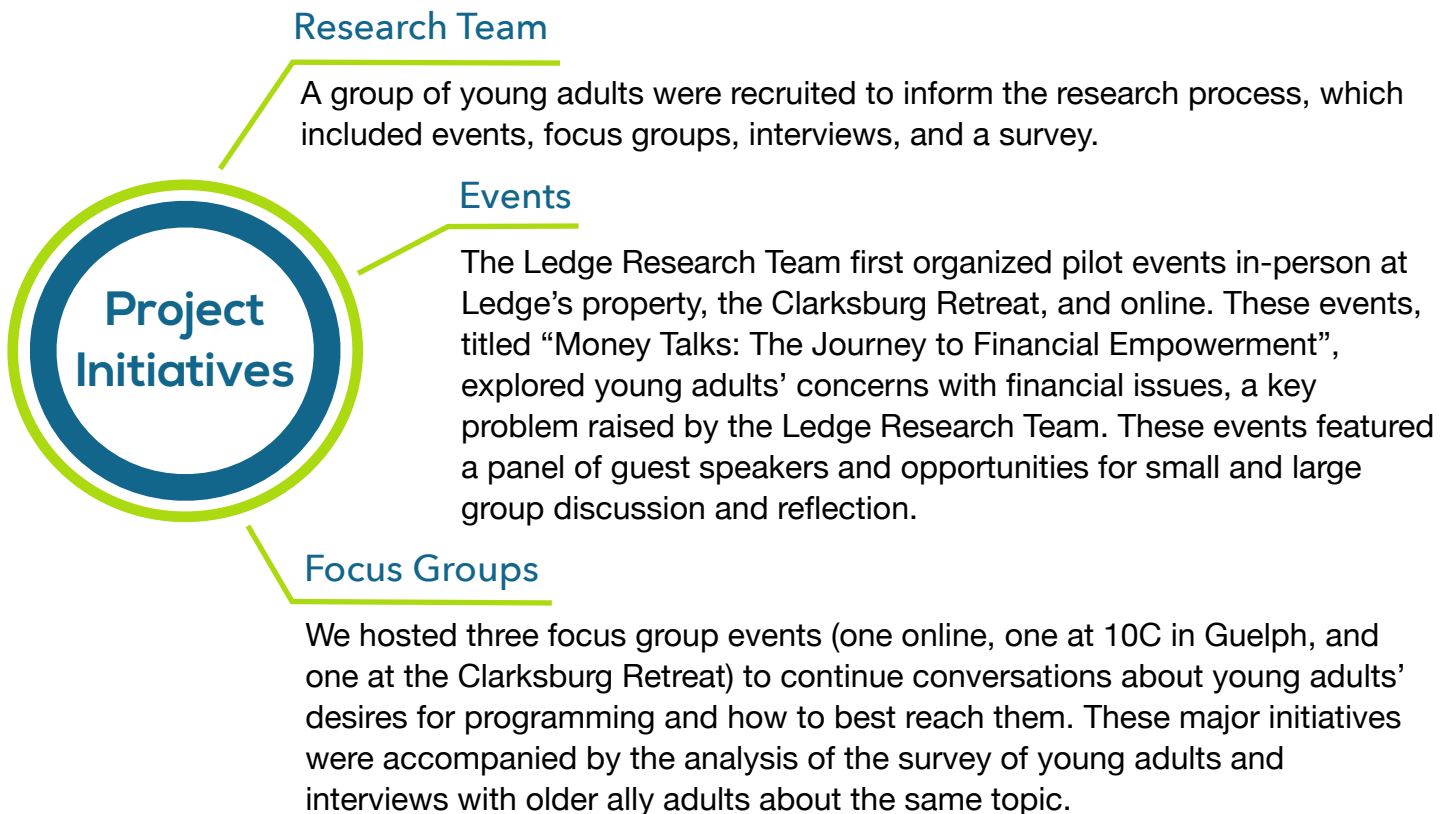 Research Team
A group of young adults were recruited to inform the research process, which
included events, focus groups, interviews, and a survey.
Project
Initiatives
Events
The Ledge Research Team first organized pilot events in-person at
Ledge’s property, the Clarksburg Retreat, and online. These events,
titled “Money Talks: The Journey to Financial Empowerment”,
explored young adults’ concerns with financial issues, a key
problem raised by the Ledge Research Team. These events featured
a panel of guest speakers and opportunities for small and large
group discussion and reflection.
Focus Groups
We hosted three focus group events (one online, one at 10C in Guelph, and
one at the Clarksburg Retreat) to continue conversations about young adults’
desires for programming and how to best reach them. These major initiatives
were accompanied by the analysis of the survey of young adults and
interviews with older ally adults about the same topic.